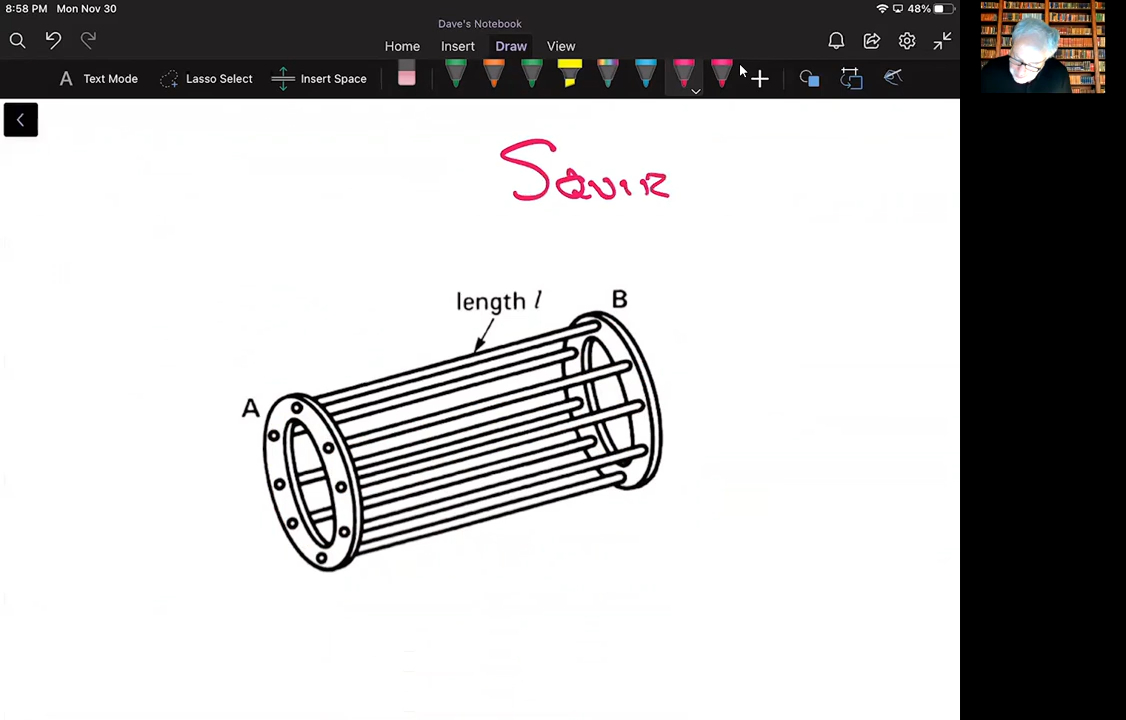 8:58 PM Mon Nov 30
48%
Dave's Notebook
Home Insert Draw View
A Text Mode Lasso Select Insert Space
SQUIR
length l
B
A